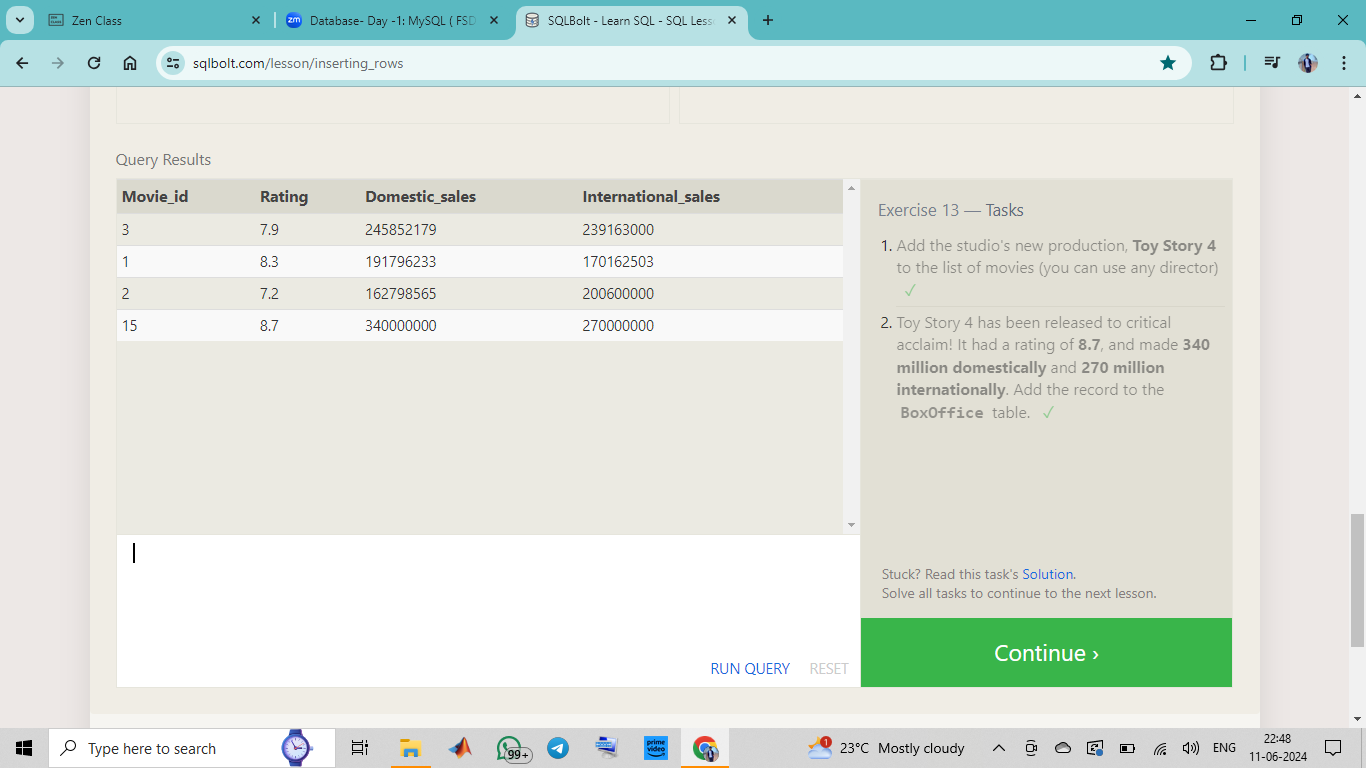 Zen Class
zm Database- Day -1: MySQL ( FSD
SQLBolt - Learn SQL - SQL Less
sqlbolt.com/lesson/inserting_rows
Query Results
Movie_id Rating Domestic_sales International_sales
3 7.9 245852179 239163000
1 8.3 191796233 170162503
2 7.2 162798565 200600000
15 8.7 340000000 270000000
Exercise 13 — Tasks
1. Add the studio's new production, Toy Story 4
to the list of movies (you can use any director)
✓
2. Toy Story 4 has been released to critical
acclaim! It had a rating of 8.7, and made 340
million domestically and 270 million
internationally. Add the record to the
BoxOffice table. ✓
Stuck? Read this task's Solution.
Solve all tasks to continue to the next lesson.
RUN QUERY RESET
Continue ›
Type here to search
99+
prime
video
1
23°C Mostly cloudy
ENG
22:48
11-06-2024